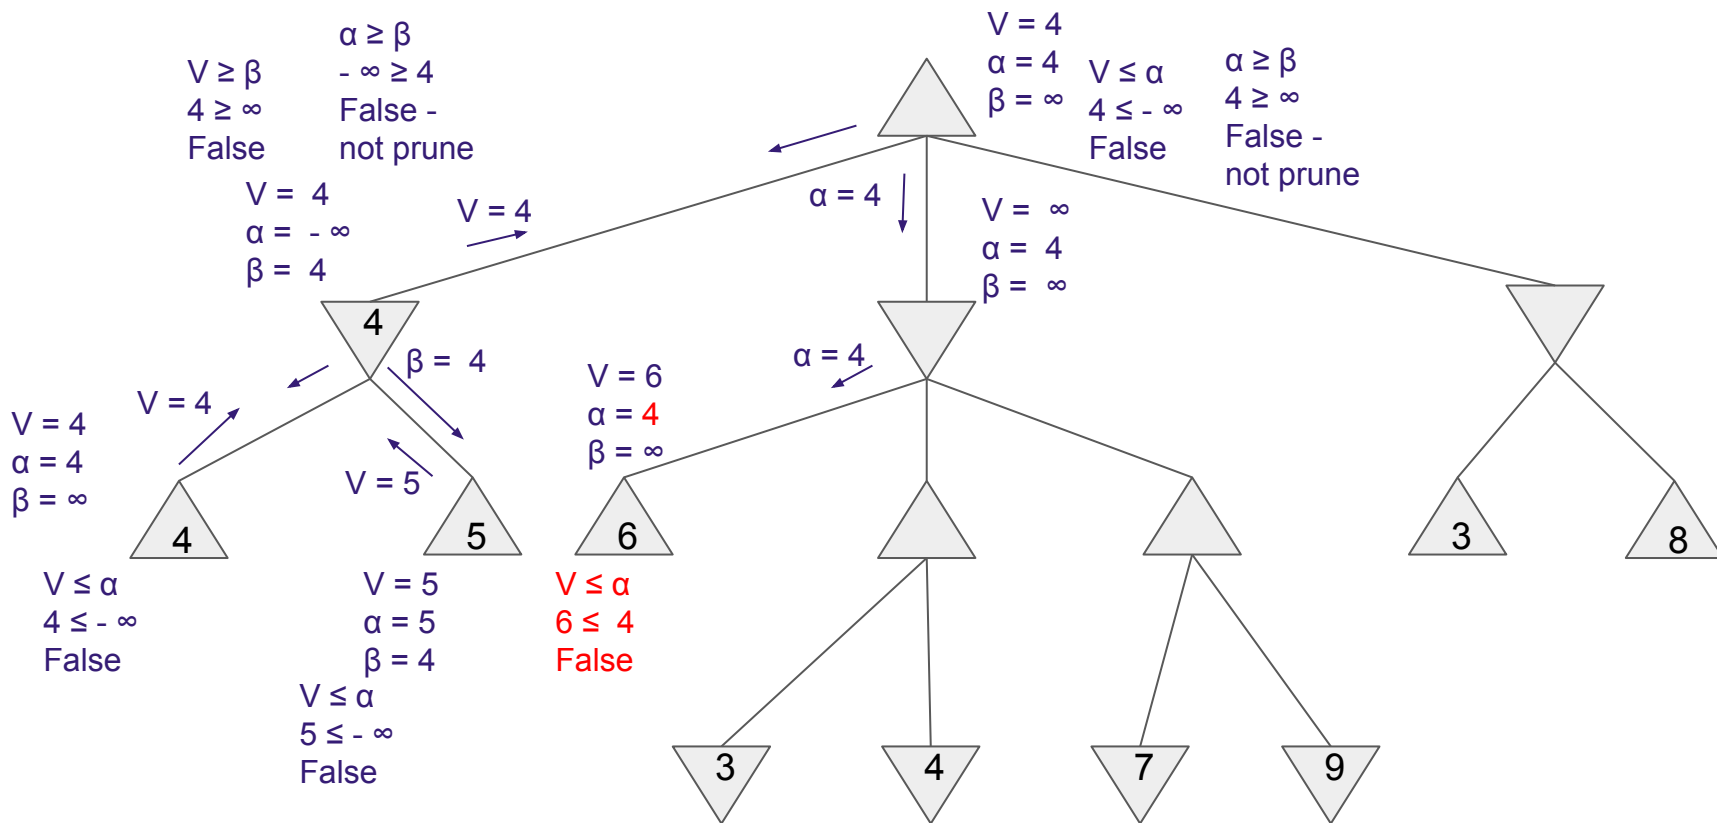 V ≥ β
4 ≥ ∞
False
α ≥ β
- ∞ ≥ 4
False -
not prune
V = 4
α = 4
β = ∞
V ≤ α
4 ≤ - ∞
False
α ≥ β
4 ≥ ∞
False -
not prune
V = 4
α = - ∞
β = 4
V = 4
α = 4
V = ∞
α = 4
β = ∞
4
β = 4
α = 4
V = 4
α = 4
β = ∞
V = 4
V = 5
V = 6
α = 4
β = ∞
4
5
6
3
8
V ≤ α
4 ≤ - ∞
False
V = 5
α = 5
β = 4
V ≤ α
5 ≤ - ∞
False
V ≤ α
6 ≤ 4
False
3
4
7
9